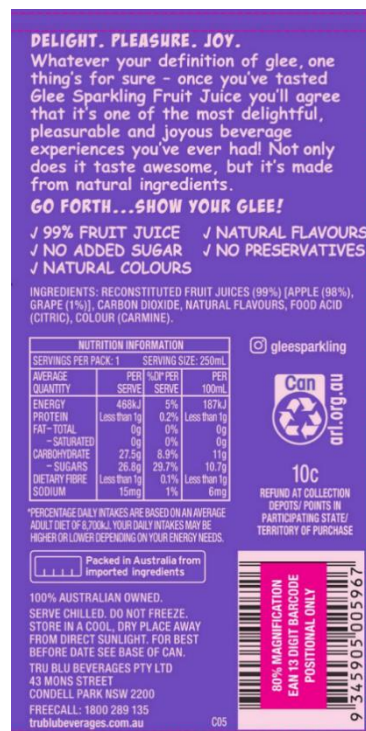 DELIGHT. PLEASURE. JOY.
Whatever your definition of glee, one
thing's for sure - once you've tasted
Glee Sparkling Fruit Juice you'll agree
that it's one of the most delightful,
pleasurable and joyous beverage
experiences you've ever had! Not only
does it taste awesome, but it's made
from natural ingredients.
GO FORTH...SHOW YOUR GLEE!
√ 99% FRUIT JUICE √ NATURAL FLAVOURS
√ NO ADDED SUGAR √ NO PRESERVATIVES
√ NATURAL COLOURS
INGREDIENTS: RECONSTITUTED FRUIT JUICES (99%) [APPLE (98%),
GRAPE (1%)], CARBON DIOXIDE, NATURAL FLAVOURS, FOOD ACID
(CITRIC), COLOUR (CARMINE).
NUTRITION INFORMATION
SERVINGS PER PACK: 1 SERVING SIZE: 250mL
AVERAGE PER %DI* PER PER
QUANTITY SERVE SERVE 100mL
ENERGY 468kJ 5% 187kJ
PROTEIN Less than 1g 0.2% Less than 1g
FAT-TOTAL 0g 0% 0g
-SATURATED 0g 0% 0g
CARBOHYDRATE 27.5g 8.9% 11g
-SUGARS 26.8g 29.7% 10.7g
DIETARY FIBRE Less than 1g 0.1% Less than 1g
SODIUM 15mg 1% 6mg
*PERCENTAGE DAILY INTAKES ARE BASED ON AN AVERAGE
ADULT DIET OF 8,700kJ. YOUR DAILY INTAKES MAY BE
HIGHER OR LOWER DEPENDING ON YOUR ENERGY NEEDS.
gleesparkling
Can
arl.org.au
10c
REFUND AT COLLECTION
DEPOTS/ POINTS IN
PARTICIPATING STATE/
TERRITORY OF PURCHASE
Packed in Australia from
imported ingredients
100% AUSTRALIAN OWNED.
SERVE CHILLED. DO NOT FREEZE.
STORE IN A COOL, DRY PLACE AWAY
FROM DIRECT SUNLIGHT. FOR BEST
BEFORE DATE SEE BASE OF CAN.
TRU BLU BEVERAGES PTY LTD
43 MONS STREET
CONDELL PARK NSW 2200
FREECALL: 1800 289 135
trublubeverages.com.au C05
80% MAGNIFICATION
EAN 13 DIGIT BARCODE
POSITIONAL ONLY
9 345905 005967